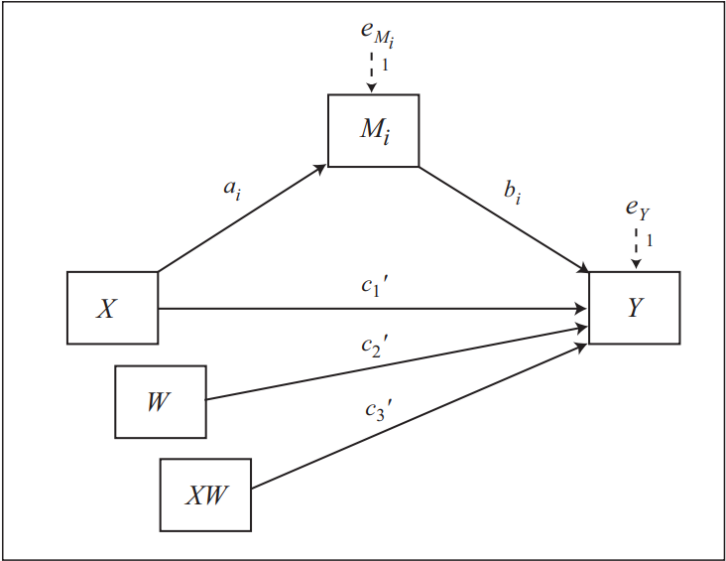 e_{M_i}
1
M_i
a_i
b_i
e_Y
1
X
c_1′
Y
c_2′
W
c_3′
XW